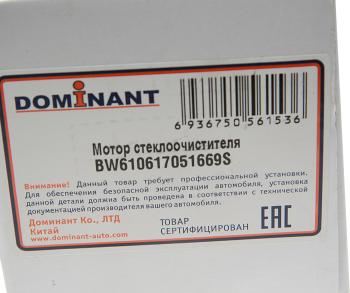 DOMINANT
6 936750 561536
Мотор стеклоочистителя
BW610617051669S
Внимание! Данный товар требует профессиональной установки.
Для обеспечения безопасной эксплуатации автомобиля, установка
данной детали должна быть проведена в соответствии с технической
документацией производителя вашего автомобиля.
Доминант Ко., ЛТД
Китай
www.dominant-auto.com
ТОВАР
СЕРТИФИЦИРОВАН
EAC